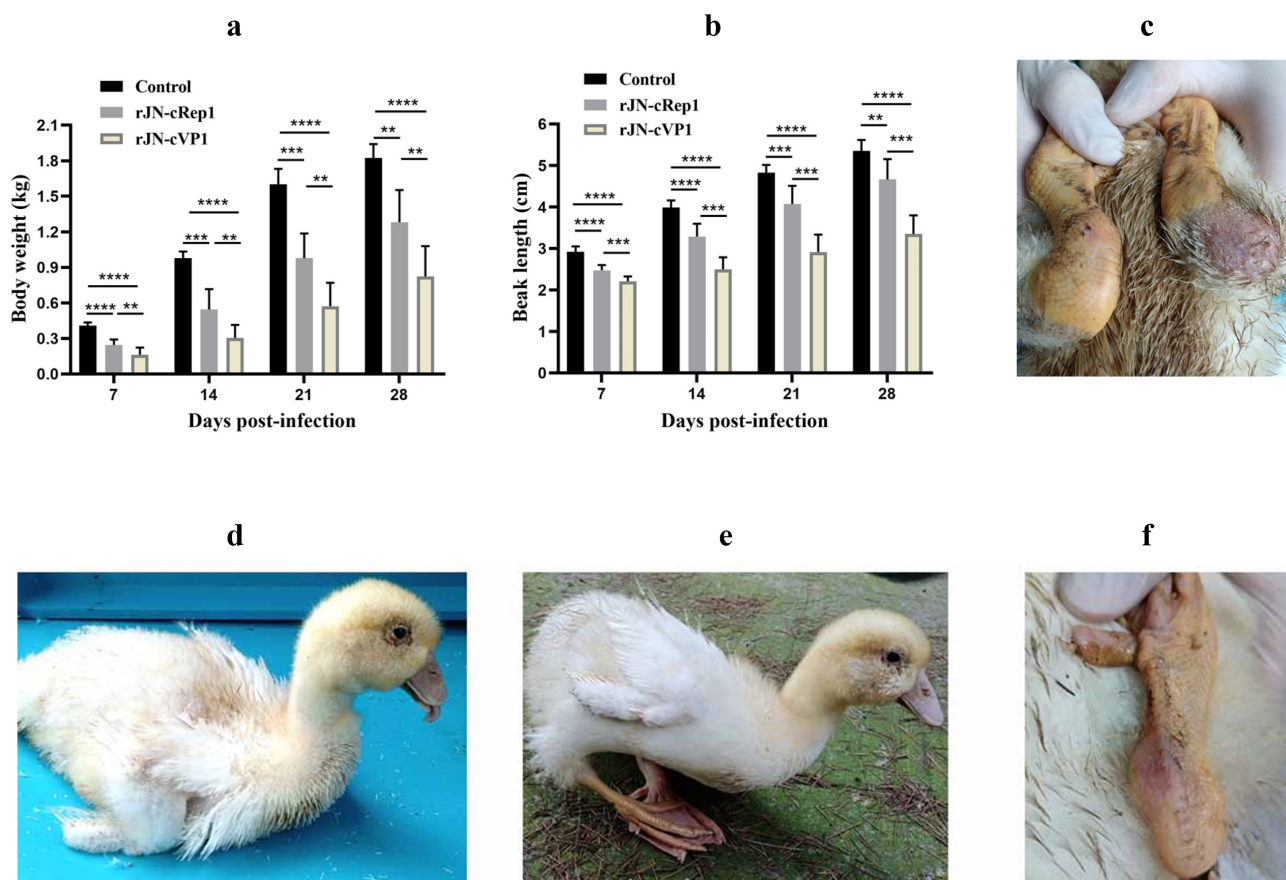 a
Control
rJN-cRep1
rJN-cVP1
Body weight (kg)
2.1
1.8
1.5
1.2
0.9
0.6
0.3
0.0
****
****
**
****
***
**
****
***
**
****
**
**
7
14
21
28
Days post-infection
b
Control
rJN-cRep1
rJN-cVP1
Beak length (cm)
6
5
4
3
2
1
0
****
****
***
****
****
***
****
***
***
****
**
***
7
14
21
28
Days post-infection
c
d
e
f